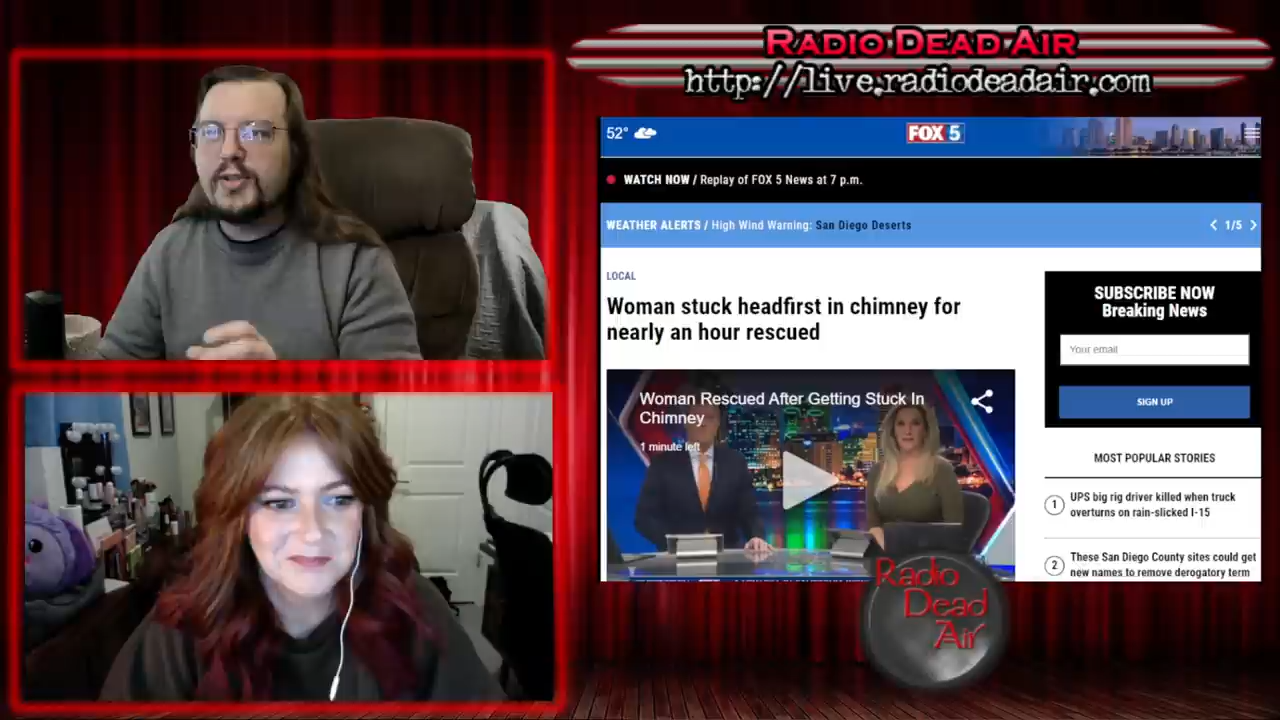 RADIO DEAD AIR
http://live.radiodeadair.com
52°
FOX 5
WATCH NOW / Replay of FOX 5 News at 7 p.m.
WEATHER ALERTS / High Wind Warning: San Diego Deserts
1/5
LOCAL
Woman stuck headfirst in chimney for
nearly an hour rescued
Woman Rescued After Getting Stuck In
Chimney
1 minute left
SUBSCRIBE NOW
Breaking News
Your email
SIGN UP
MOST POPULAR STORIES
1
UPS big rig driver killed when truck
overturns on rain-slicked I-15
2
These San Diego County sites could get
new names to remove derogatory term
Radio
Dead
Air